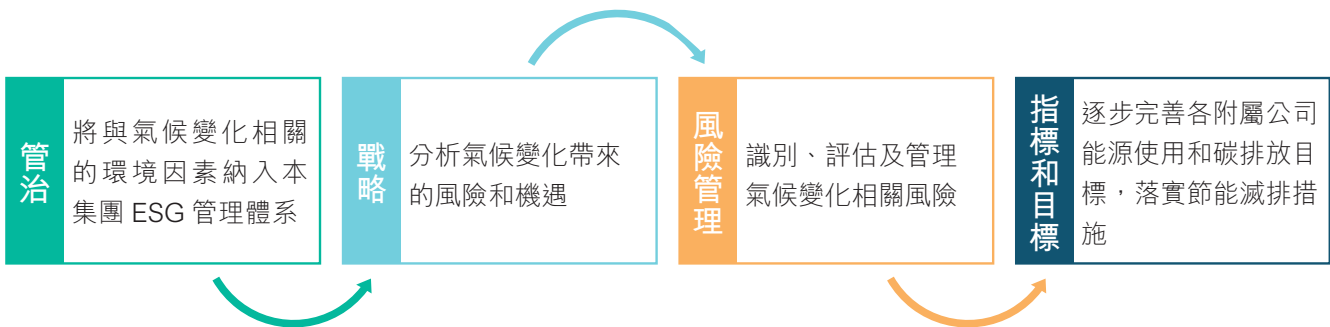 管治
將與氣候變化相關
的環境因素納入本
集團 ESG 管理體系
戰略
分析氣候變化帶來
的風險和機遇
風險管理
識別、評估及管理
氣候變化相關風險
指標和目標
逐步完善各附屬公司
能源使用和碳排放目
標，落實節能減排措
施